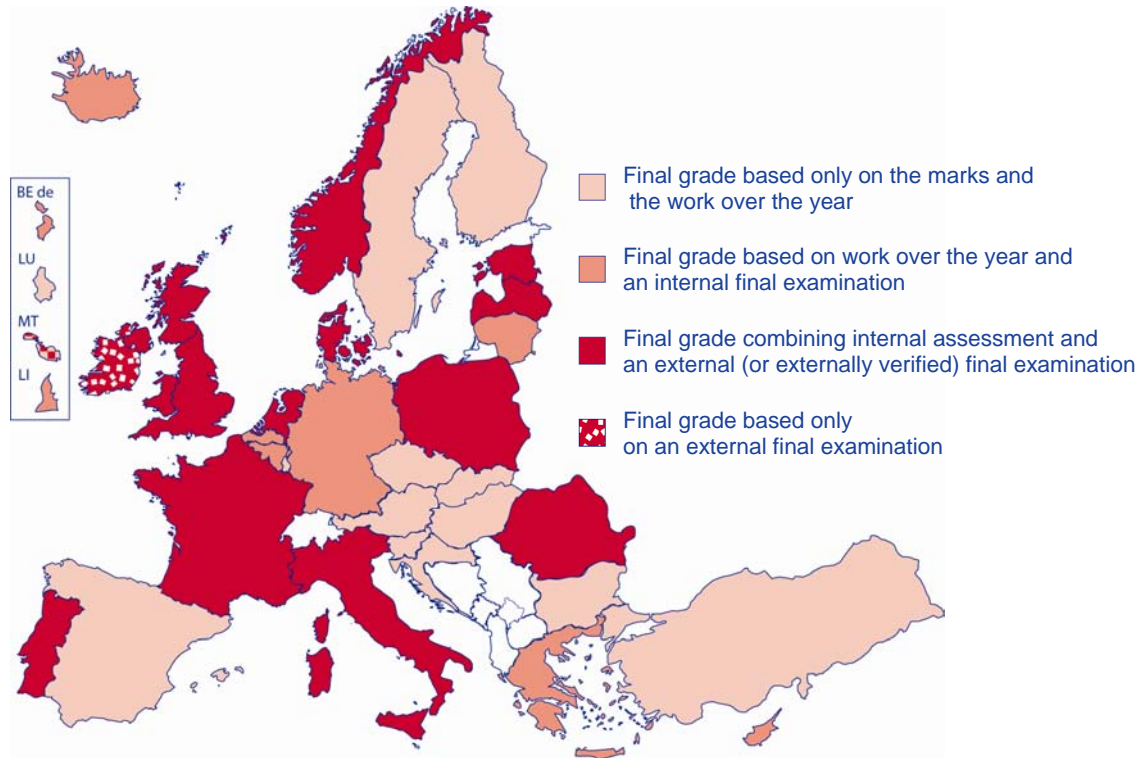 BE de
LU
MT
LI
Final grade based only on the marks and
the work over the year
Final grade based on work over the year and
an internal final examination
Final grade combining internal assessment and
an external (or externally verified) final examination
Final grade based only
on an external final examination